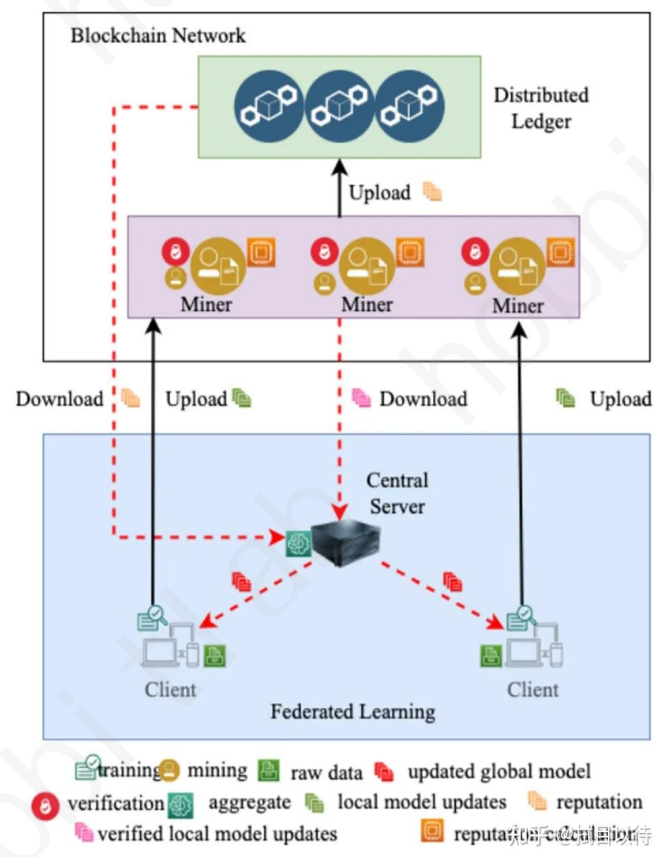 Blockchain Network
Distributed
Ledger
Upload
Miner Miner Miner
Download Upload Download Upload
Central
Server
Client Client
Federated Learning
training mining raw data updated global model
verification aggregate local model updates reputation
verified local model updates reputation
知乎